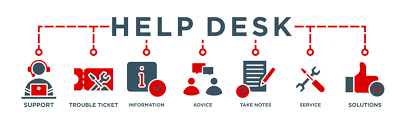 HELP DESK
SUPPORT
TROUBLE TICKET
INFORMATION
ADVICE
TAKE NOTES
SERVICE
SOLUTIONS